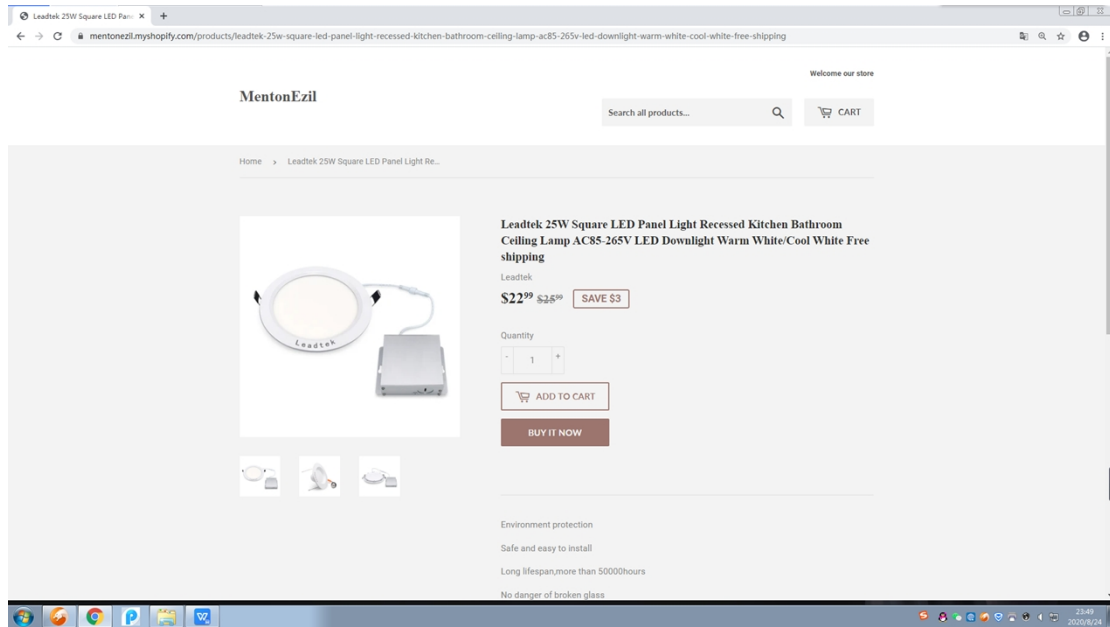 Leadtek 25W Square LED Pane
mentonezil.myshopify.com/products/leadtek-25w-square-led-panel-light-recessed-kitchen-bathroom-ceiling-lamp-ac85-265v-led-downlight-warm-white-cool-white-free-shipping
Welcome our store
MentonEzil
Search all products...
CART
Home › Leadtek 25W Square LED Panel Light Re...
Leadtek 25W Square LED Panel Light Recessed Kitchen Bathroom
Ceiling Lamp AC85-265V LED Downlight Warm White/Cool White Free
shipping
Leadtek
$22.99 $25.99 SAVE $3
Quantity
- 1 +
ADD TO CART
BUY IT NOW
Leadtek
Environment protection
Safe and easy to install
Long lifespan,more than 50000hours
No danger of broken glass
23:49
2020/8/24